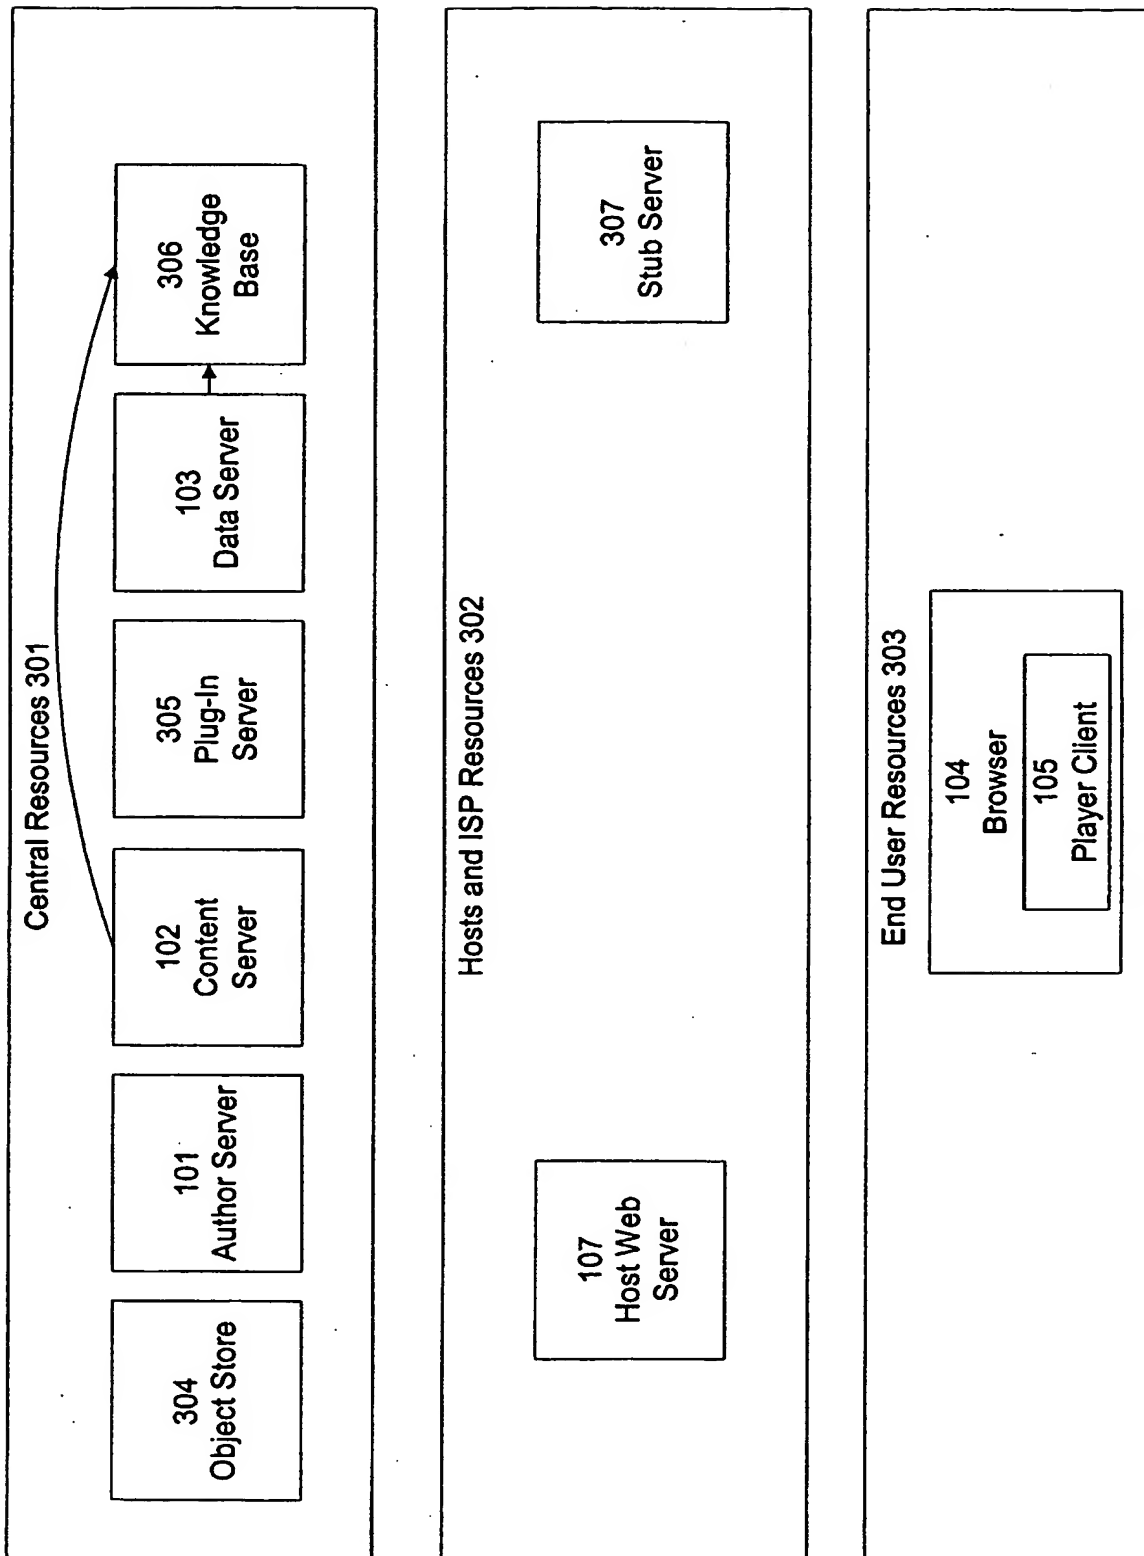 Central Resources 301
304
Object Store
101
Author Server
102
Content
Server
305
Plug-In
Server
103
Data Server
306
Knowledge
Base
Hosts and ISP Resources 302
107
Host Web
Server
307
Stub Server
End User Resources 303
104
Browser
105
Player Client